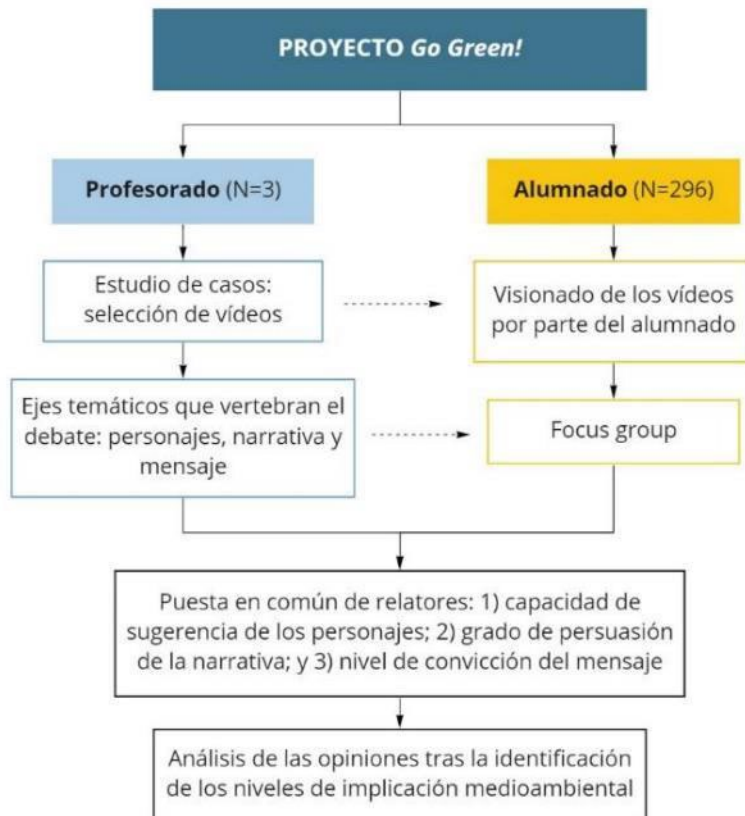 PROYECTO Go Green!
Profesorado (N=3)
Alumnado (N=296)
Estudio de casos:
selección de vídeos
Visionado de los vídeos
por parte del alumnado
Ejes temáticos que vertebran el
debate: personajes, narrativa y
mensaje
Focus group
Puesta en común de relatores: 1) capacidad de
sugerencia de los personajes; 2) grado de persuasión
de la narrativa; y 3) nivel de convicción del mensaje
Análisis de las opiniones tras la identificación
de los niveles de implicación medioambiental